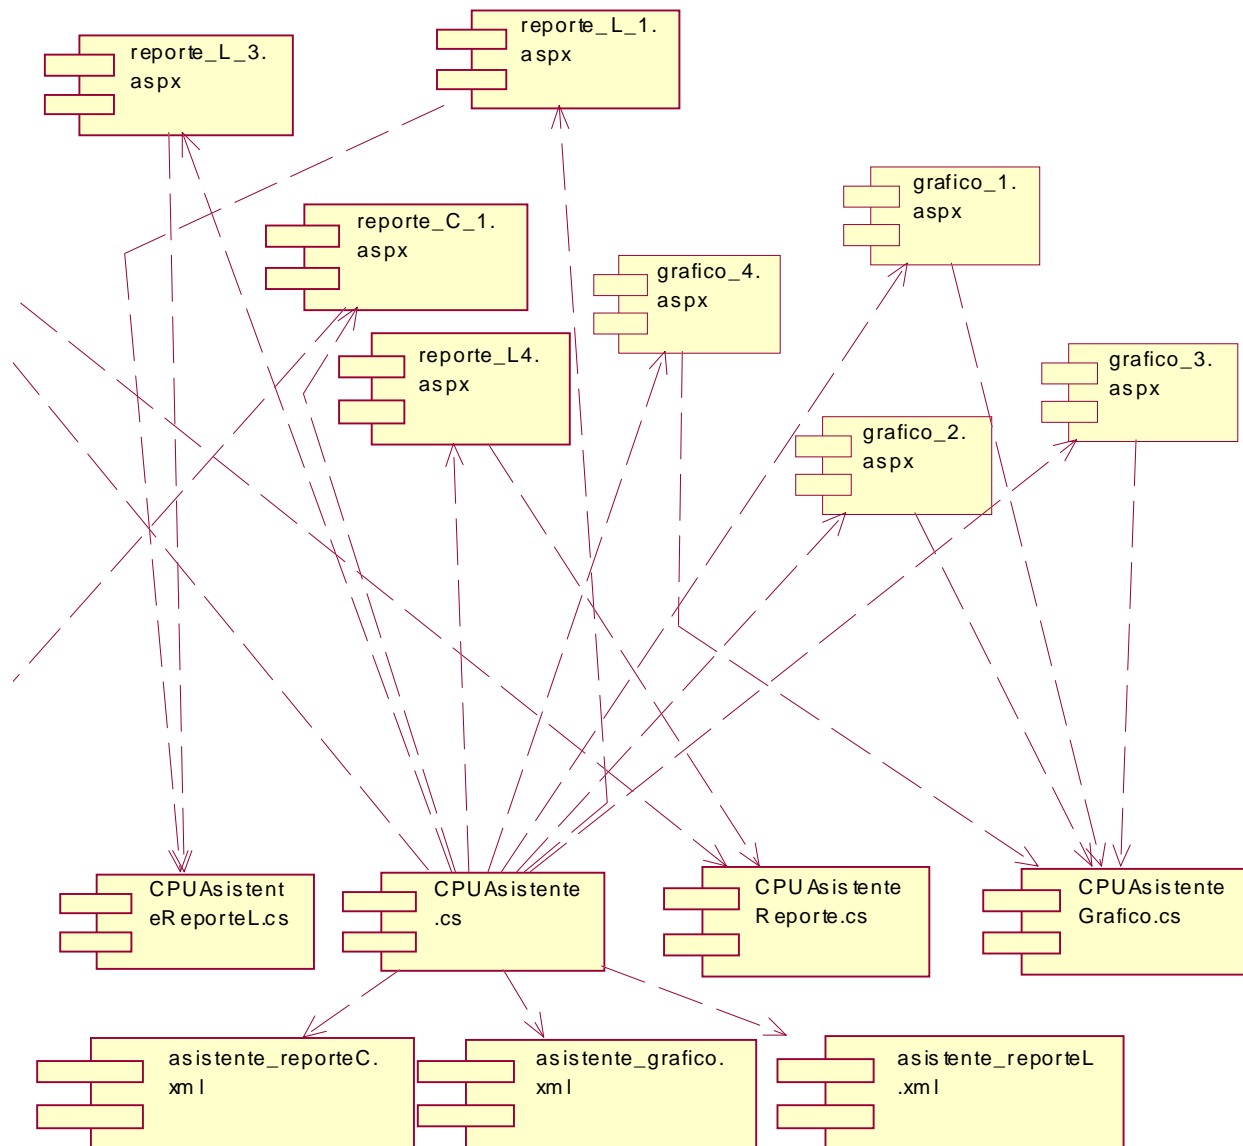 reporte_L_3.
aspx
reporte_L_1.
aspx
grafico_1.
aspx
reporte_C_1.
aspx
grafico_4.
aspx
reporte_L4.
aspx
grafico_3.
aspx
grafico_2.
aspx
CPUAsistent
eReporteL.cs
CPUAsistente
.cs
CPUAsistente
Reporte.cs
CPUAsistente
Grafico.cs
asistente_reporteC.
xml
asistente_grafico.
xml
asistente_reporteL
.xml